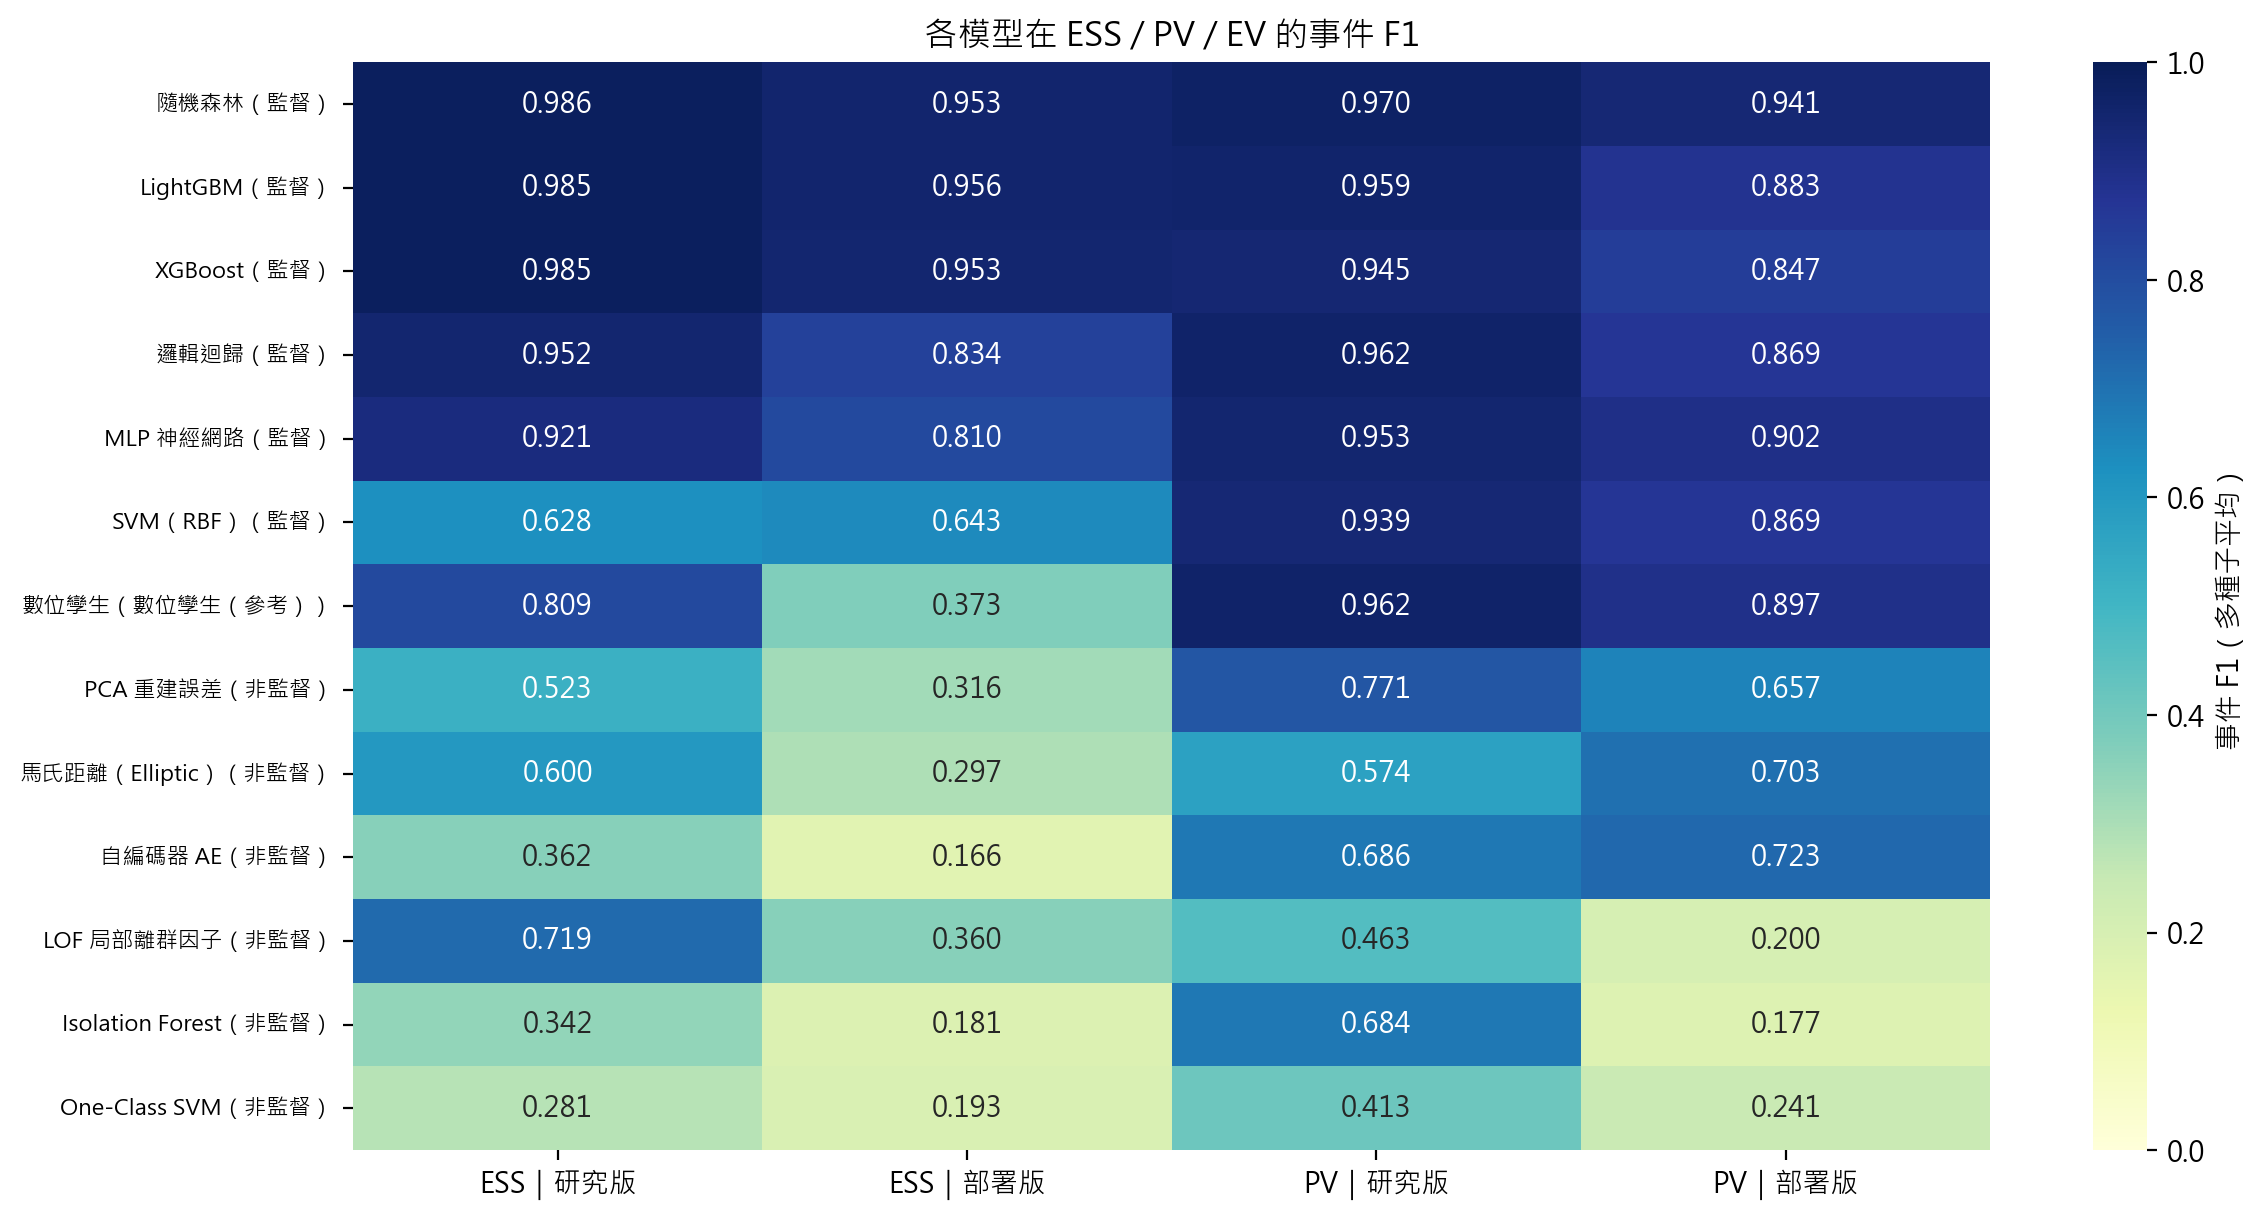 各模型在 ESS / PV / EV 的事件 F1
隨機森林（監督） 0.986 0.953 0.970 0.941
LightGBM（監督） 0.985 0.956 0.959 0.883
XGBoost（監督） 0.985 0.953 0.945 0.847
邏輯迴歸（監督） 0.952 0.834 0.962 0.869
MLP 神經網路（監督） 0.921 0.810 0.953 0.902
SVM（RBF）（監督） 0.628 0.643 0.939 0.869
數位孿生（數位孿生（參考）） 0.809 0.373 0.962 0.897
PCA 重建誤差（非監督） 0.523 0.316 0.771 0.657
馬氏距離（Elliptic）（非監督） 0.600 0.297 0.574 0.703
自編碼器 AE（非監督） 0.362 0.166 0.686 0.723
LOF 局部離群因子（非監督） 0.719 0.360 0.463 0.200
Isolation Forest（非監督） 0.342 0.181 0.684 0.177
One-Class SVM（非監督） 0.281 0.193 0.413 0.241
ESS | 研究版 ESS | 部署版 PV | 研究版 PV | 部署版
1.0
0.8
0.6
0.4
0.2
0.0
事件 F1（多種子平均）